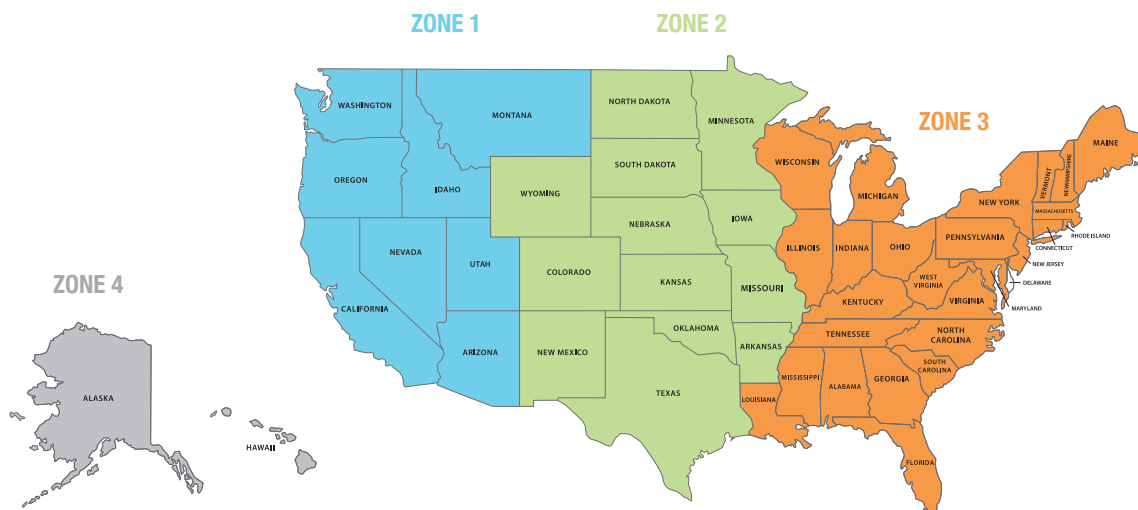 ZONE 1
ZONE 2
ZONE 3
ZONE 4
WASHINGTON
MONTANA
OREGON
IDAHO
NEVADA
UTAH
CALIFORNIA
ARIZONA
NORTH DAKOTA
MINNESOTA
SOUTH DAKOTA
WYOMING
NEBRASKA
IOWA
COLORADO
KANSAS
MISSOURI
OKLAHOMA
NEW MEXICO
ARKANSAS
TEXAS
WISCONSIN
MICHIGAN
MAINE
VERMONT
NEW HAMPSHIRE
NEW YORK
MASSACHUSETTS
RHODE ISLAND
CONNECTICUT
PENNSYLVANIA
NEW JERSEY
ILLINOIS
INDIANA
OHIO
DELAWARE
WEST
VIRGINIA
MARYLAND
VIRGINIA
KENTUCKY
TENNESSEE
NORTH
CAROLINA
SOUTH
CAROLINA
MISSISSIPPI
ALABAMA
GEORGIA
LOUISIANA
FLORIDA
ALASKA
HAWAII